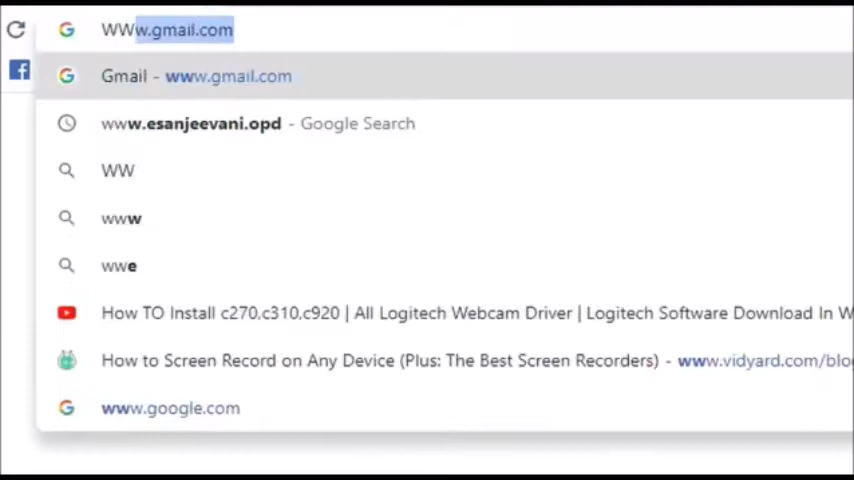 WWw.gmail.com
Gmail - www.gmail.com
www.esanjeevani.opd - Google Search
WW
www
wwe
How TO Install c270,c310,c920 | All Logitech Webcam Driver | Logitech Software Download In W
How to Screen Record on Any Device (Plus: The Best Screen Recorders) - www.vidyard.com/blo
www.google.com